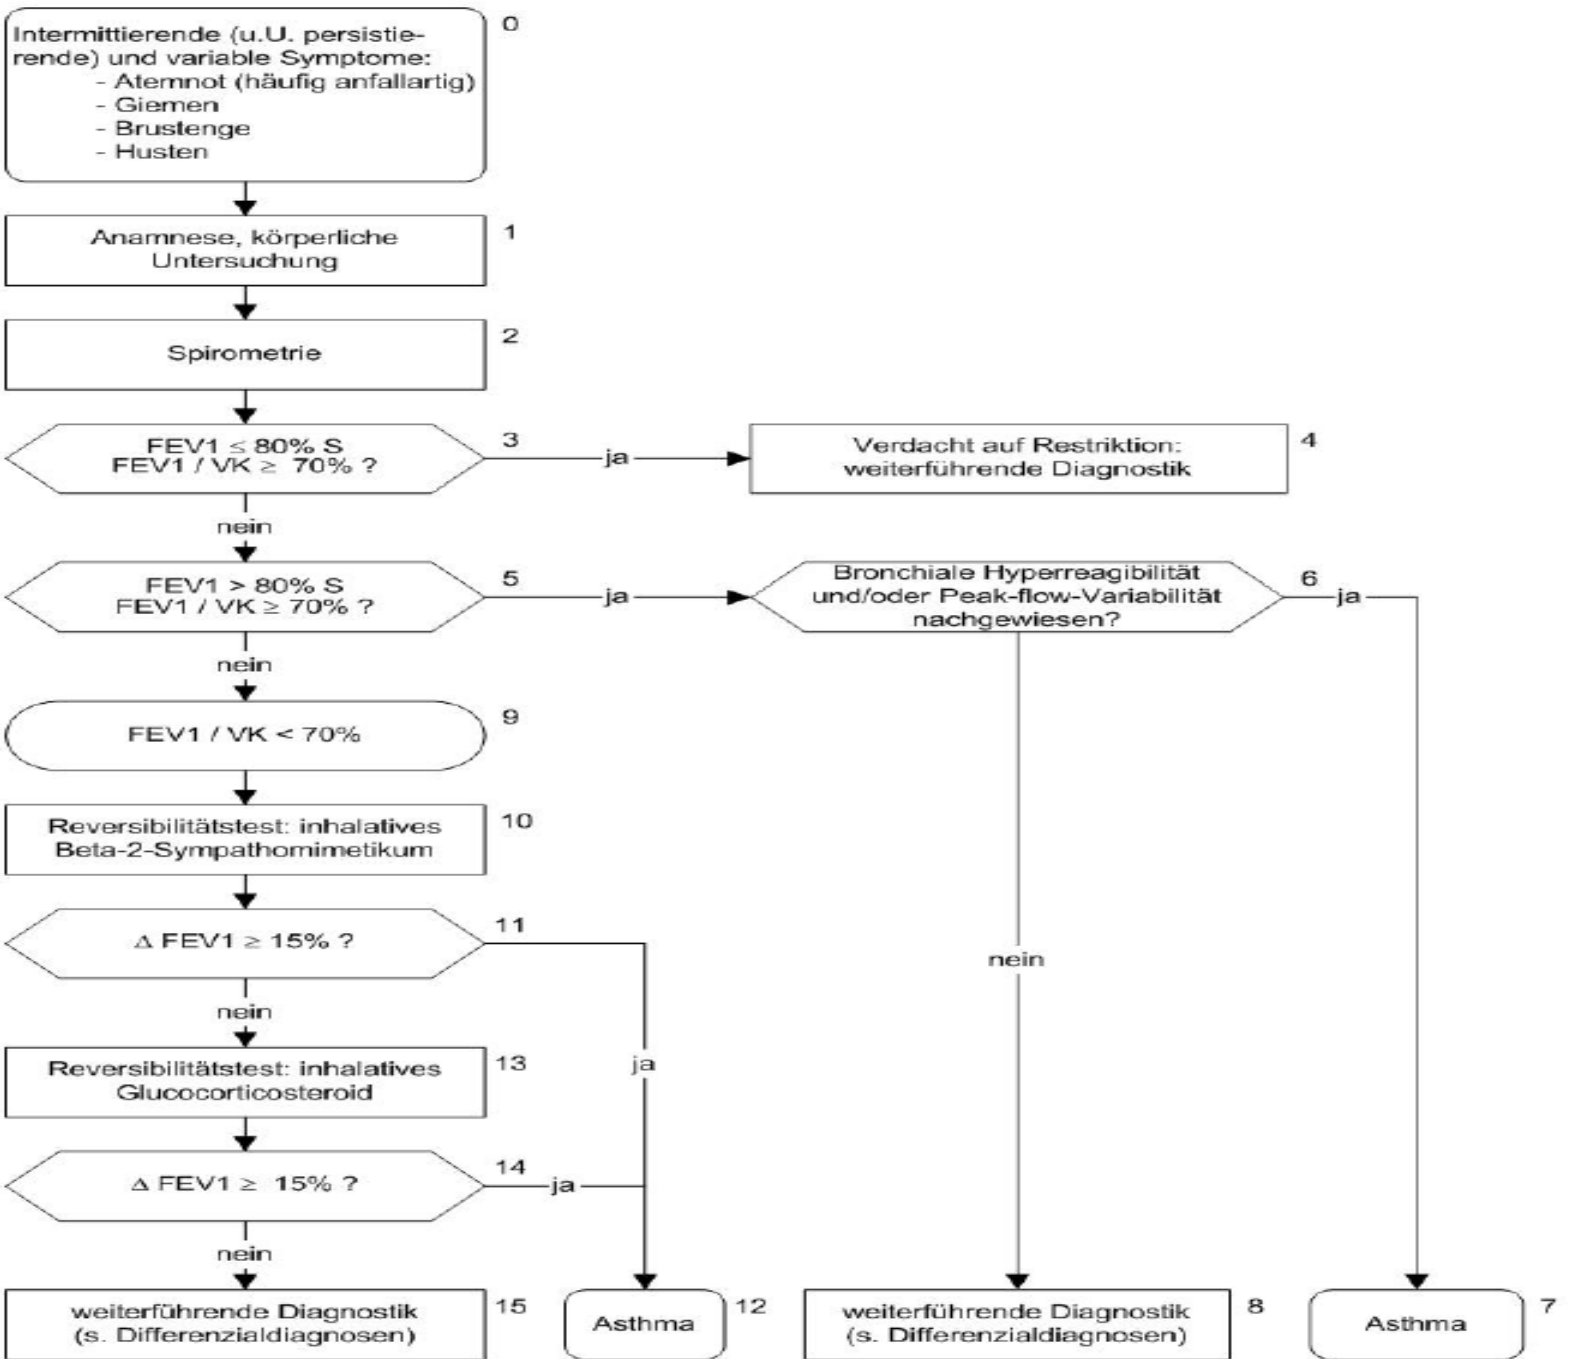 Intermittierende (u.U. persistie-
rende) und variable Symptome:
- Atemnot (häufig anfallartig)
- Giemen
- Brustenge
- Husten
0
Anamnese, körperliche
Untersuchung
1
Spirometrie
2
FEV1 ≤ 80% S
FEV1 / VK ≥ 70% ?
3
ja
Verdacht auf Restriktion:
weiterführende Diagnostik
4
nein
FEV1 > 80% S
FEV1 / VK ≥ 70% ?
5
ja
Bronchiale Hyperreagibilität
und/oder Peak-flow-Variabilität
nachgewiesen?
6
ja
nein
FEV1 / VK < 70%
9
Reversibilitätstest: inhalatives
Beta-2-Sympathomimetikum
10
Δ FEV1 ≥ 15% ?
11
nein
nein
Reversibilitätstest: inhalatives
Glucocorticosteroid
13
ja
Δ FEV1 ≥ 15% ?
14
ja
nein
weiterführende Diagnostik
(s. Differenzialdiagnosen)
15
Asthma
12
weiterführende Diagnostik
(s. Differenzialdiagnosen)
8
Asthma
7